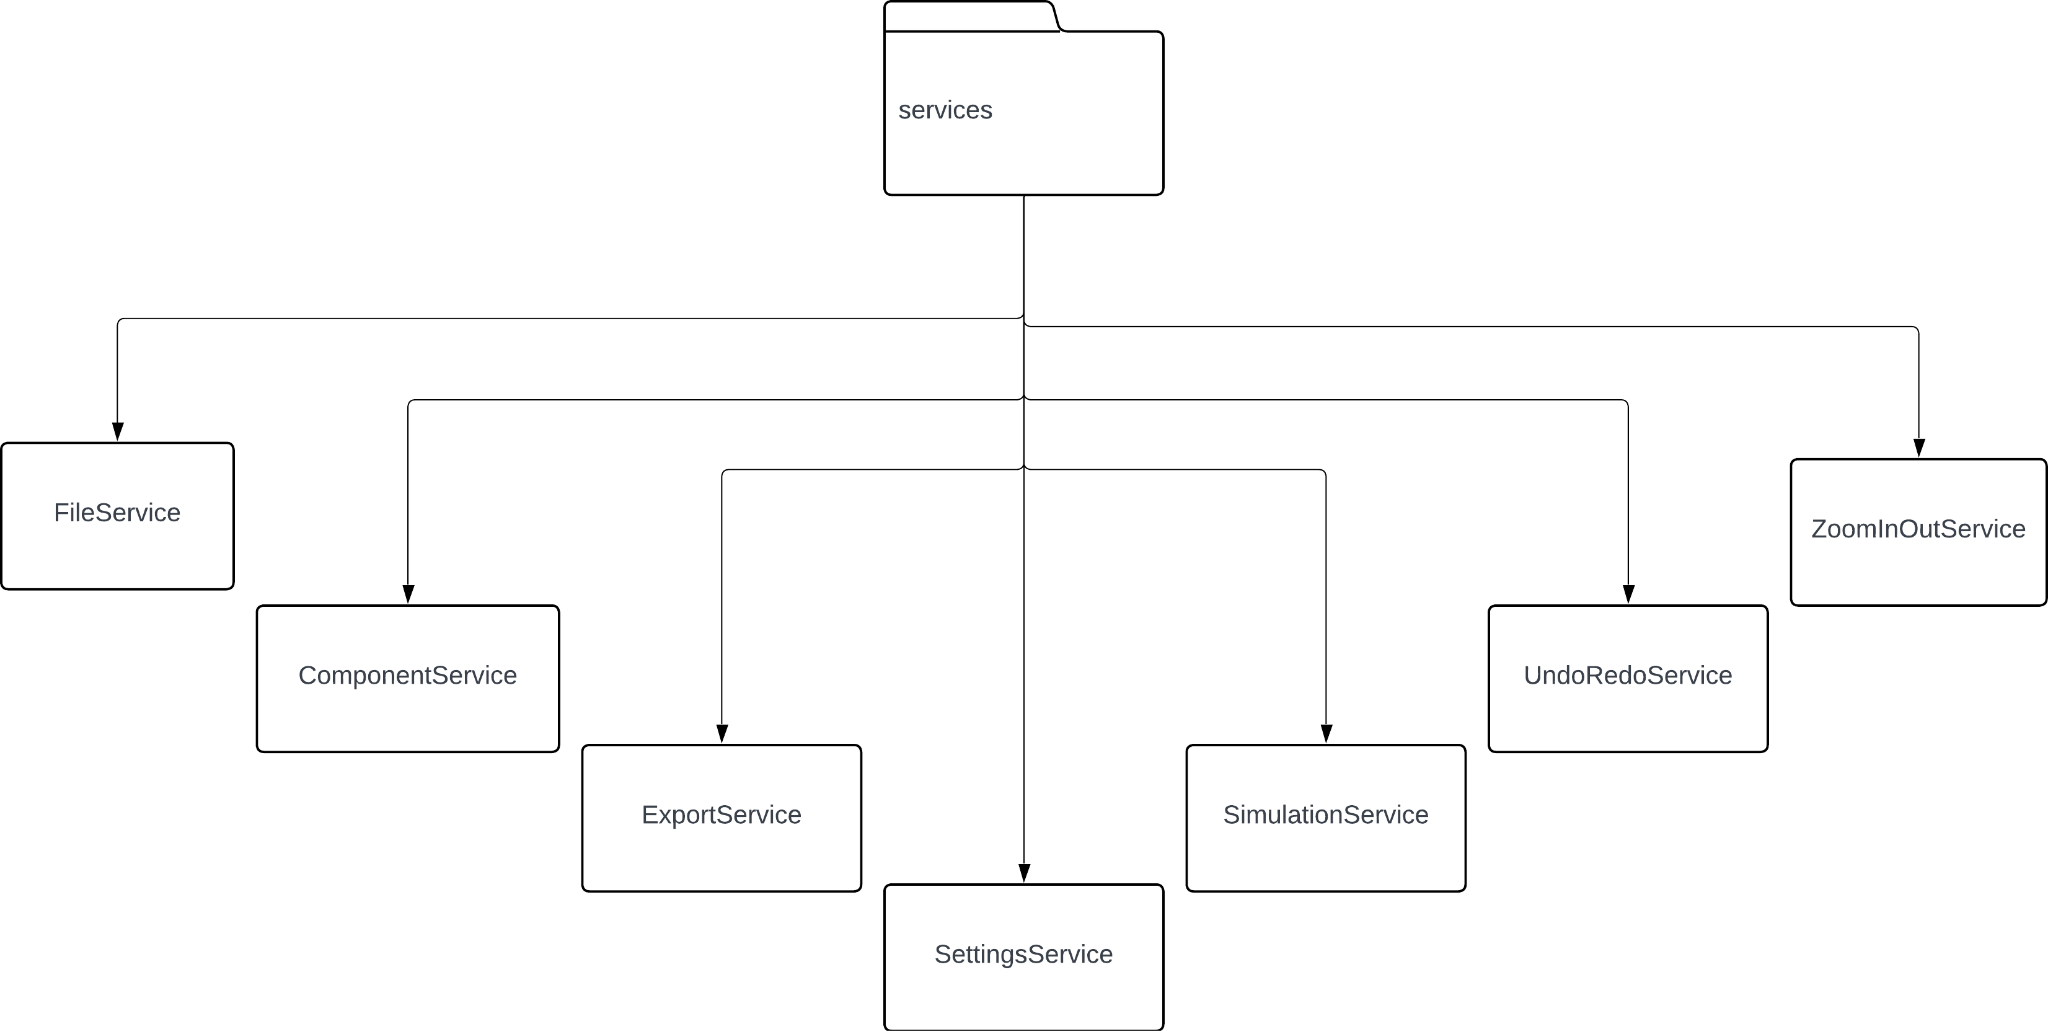 services
FileService
ZoomInOutService
ComponentService
UndoRedoService
ExportService
SimulationService
SettingsService